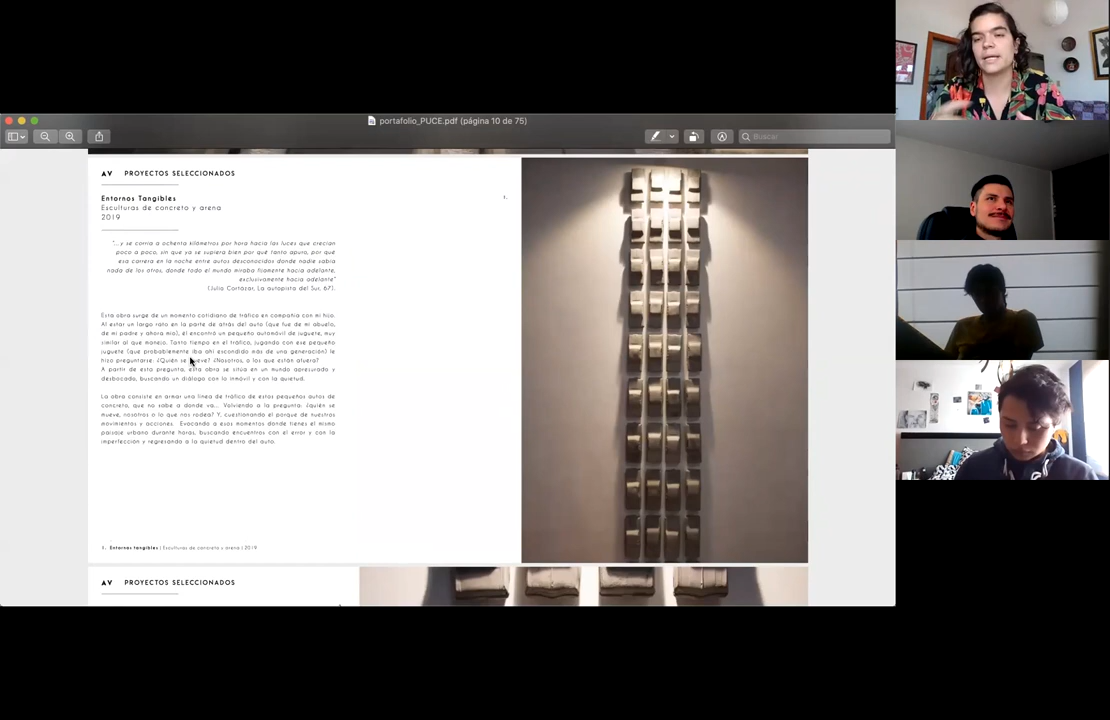 portafolio_PUCE.pdf (página 10 de 75)
Buscar
AV PROYECTOS SELECCIONADOS
Entornos Tangibles
Esculturas de concreto y arena
2019
1.
"...y se corría a ochenta kilómetros por hora hacia las luces que crecían
poco a poco, sin que ya se supiera bien por qué tanto apuro, por qué
esa carrera en la noche entre autos desconocidos donde nadie sabía
nada de los otros, donde todo el mundo miraba fijamente hacia adelante,
exclusivamente hacia adelante"
(Julio Cortázar, La autopista del Sur, 67).
Esta obra surge de un momento cotidiano de tráfico en compañía con mi hijo.
Al estar un largo rato en la parte de atrás del auto (que fue de mi abuelo,
de mi padre y ahora mío), él encontró un pequeño automóvil de juguete, muy
similar al que manejo. Tanto tiempo en el tráfico, jugando con ese pequeño
juguete (que probablemente iba ahí escondido más de una generación) le
hizo preguntarse: ¿Quién se mueve? ¿Nosotros, o los que están afuera?
A partir de esta pregunta, esta obra se sitúa en un mundo apresurado y
desbocado, buscando un diálogo con lo inmóvil y con la quietud.
La obra consiste en armar una línea de tráfico de estos pequeños autos de
concreto, que no sabe a donde va... Volviendo a la pregunta: ¿quién se
mueve, nosotros o lo que nos rodea? Y, cuestionando el porque de nuestros
movimientos y acciones. Evocando a esos momentos donde tienes el mismo
paisaje urbano durante horas, buscando encuentros con el error y con la
imperfección y regresando a la quietud dentro del auto.
1. Entornos tangibles | Esculturas de concreto y arena | 2019
AV PROYECTOS SELECCIONADOS